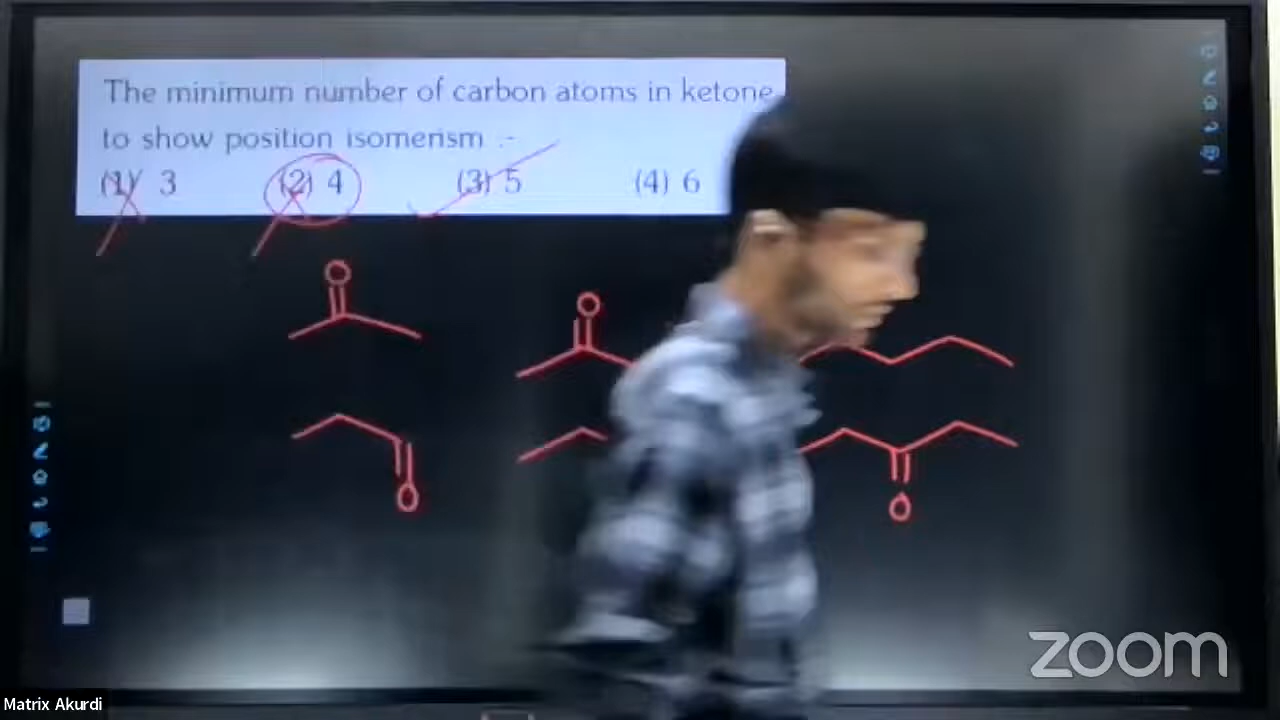 The minimum number of carbon atoms in ketone
to show position isomerism :-
(1) 3 (2) 4 (3) 5 (4) 6
O
O
O
O
zoom
Matrix Akurdi